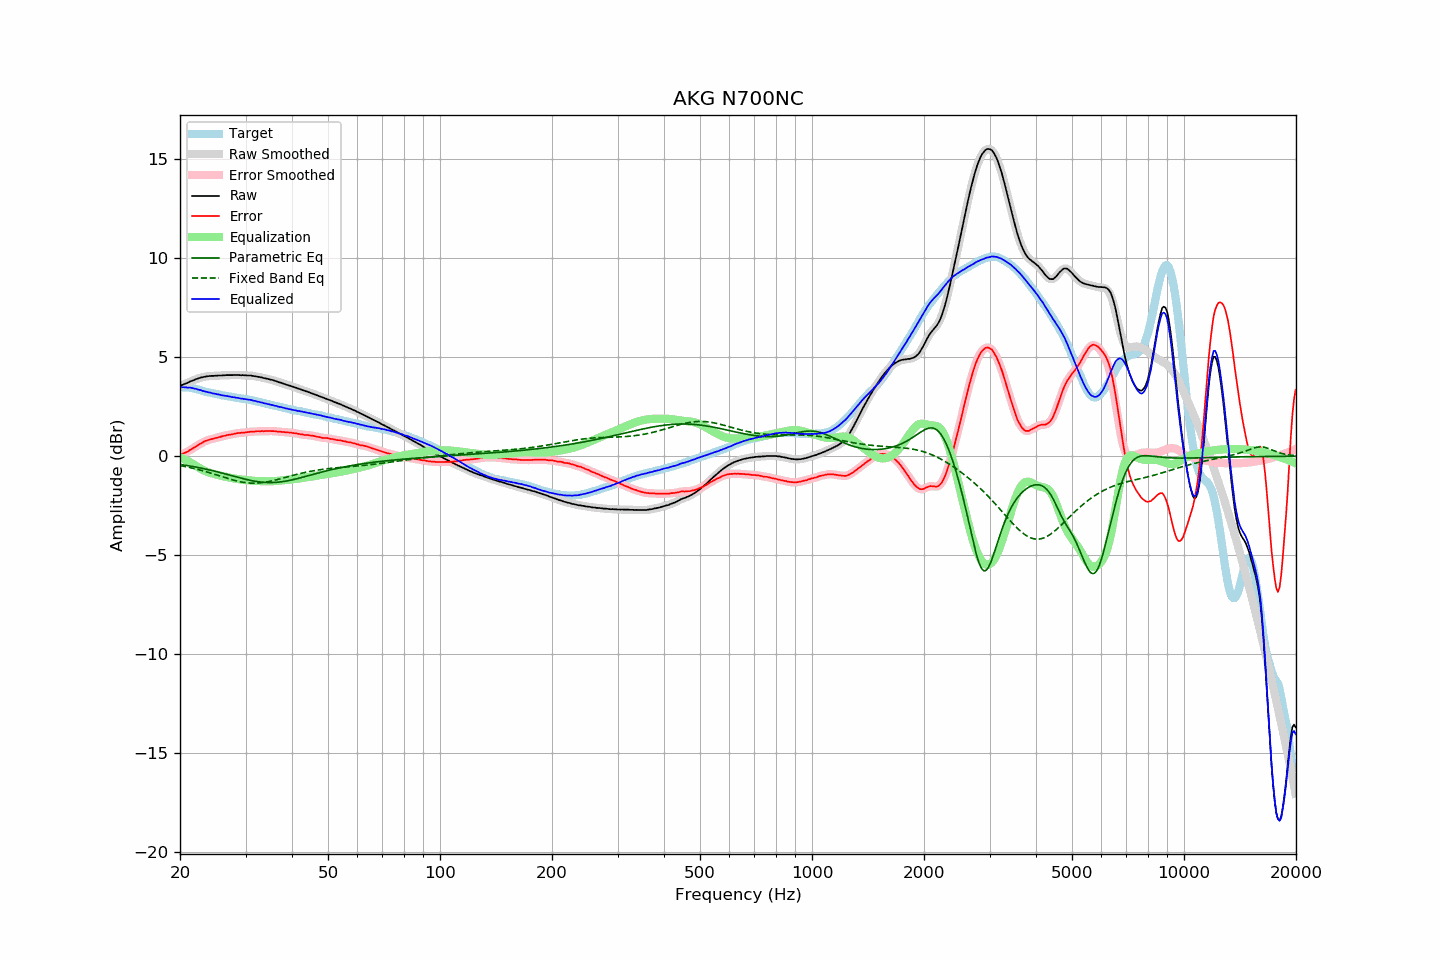 AKG N700NC
Target
Raw Smoothed
Error Smoothed
Raw
Error
Equalization
Parametric Eq
Fixed Band Eq
Equalized
15
10
5
0
−5
−10
−15
−20
Amplitude (dBr)
20
50
100
200
500
1000
2000
5000
10000
20000
Frequency (Hz)